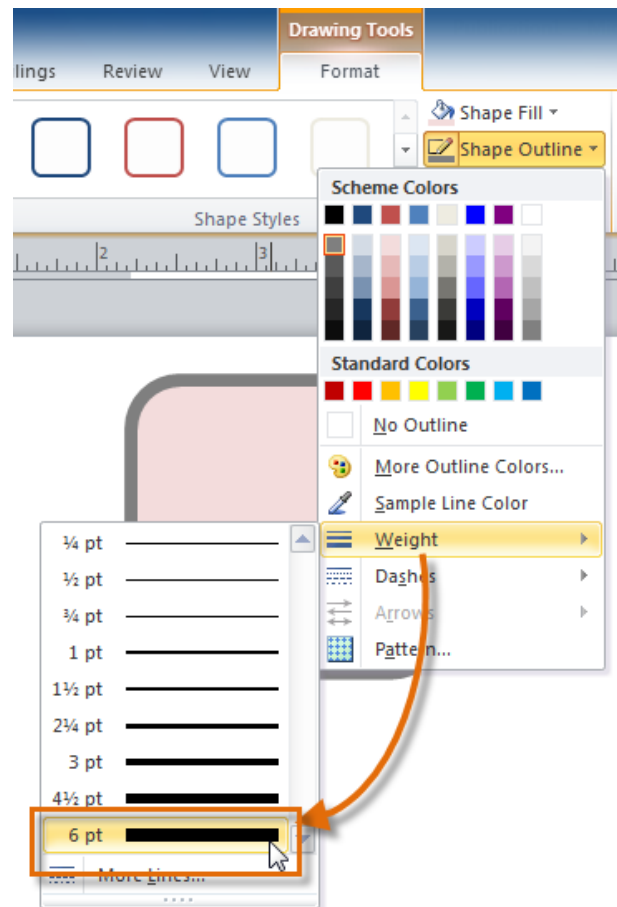 Drawing Tools
lings Review View Format
Shape Fill
Shape Outline
Scheme Colors
Shape Styles
2 3
Standard Colors
No Outline
More Outline Colors...
Sample Line Color
Weight
Dashes
Arrows
Pattern...
¼ pt
½ pt
¾ pt
1 pt
1½ pt
2¼ pt
3 pt
4½ pt
6 pt
More Lines...